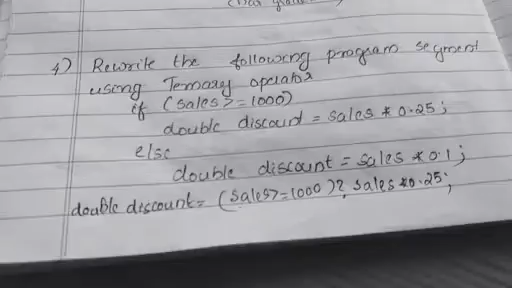 4) Rewrite the following program segment
using Ternary operator
if (sales>=1000)
double discound = sales * 0.25;
else
double discount = sales * 0.1;
double discount= (sales>=1000)? sales *0.25;